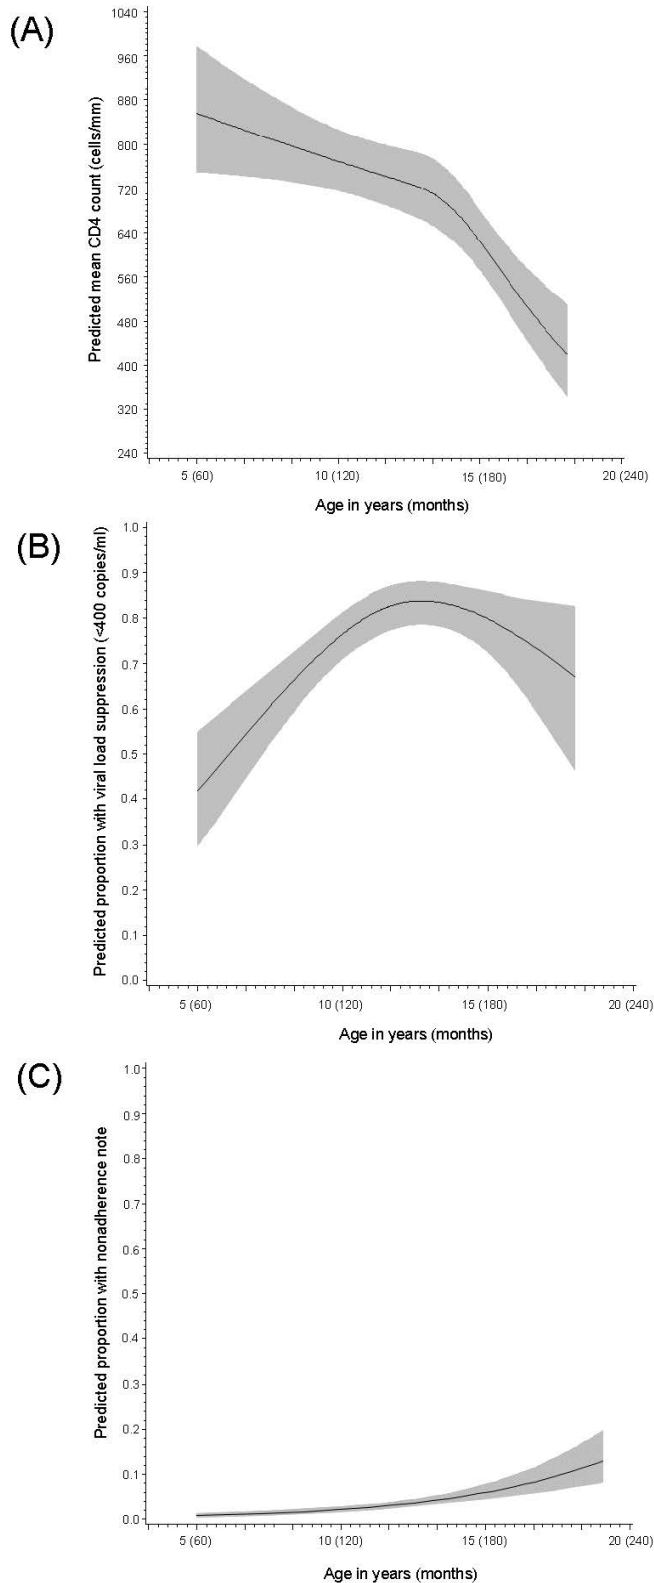 (A)
Predicted mean CD4 count (cells/mm)
1040
960
880
800
720
640
560
480
400
320
240
5 (60) 10 (120) 15 (180) 20 (240)
Age in years (months)
(B)
Predicted proportion with viral load suppression (<400 copies/ml)
1.0
0.9
0.8
0.7
0.6
0.5
0.4
0.3
0.2
0.1
0.0
5 (60) 10 (120) 15 (180) 20 (240)
Age in years (months)
(C)
Predicted proportion with nonadherence note
1.0
0.9
0.8
0.7
0.6
0.5
0.4
0.3
0.2
0.1
0.0
5 (60) 10 (120) 15 (180) 20 (240)
Age in years (months)